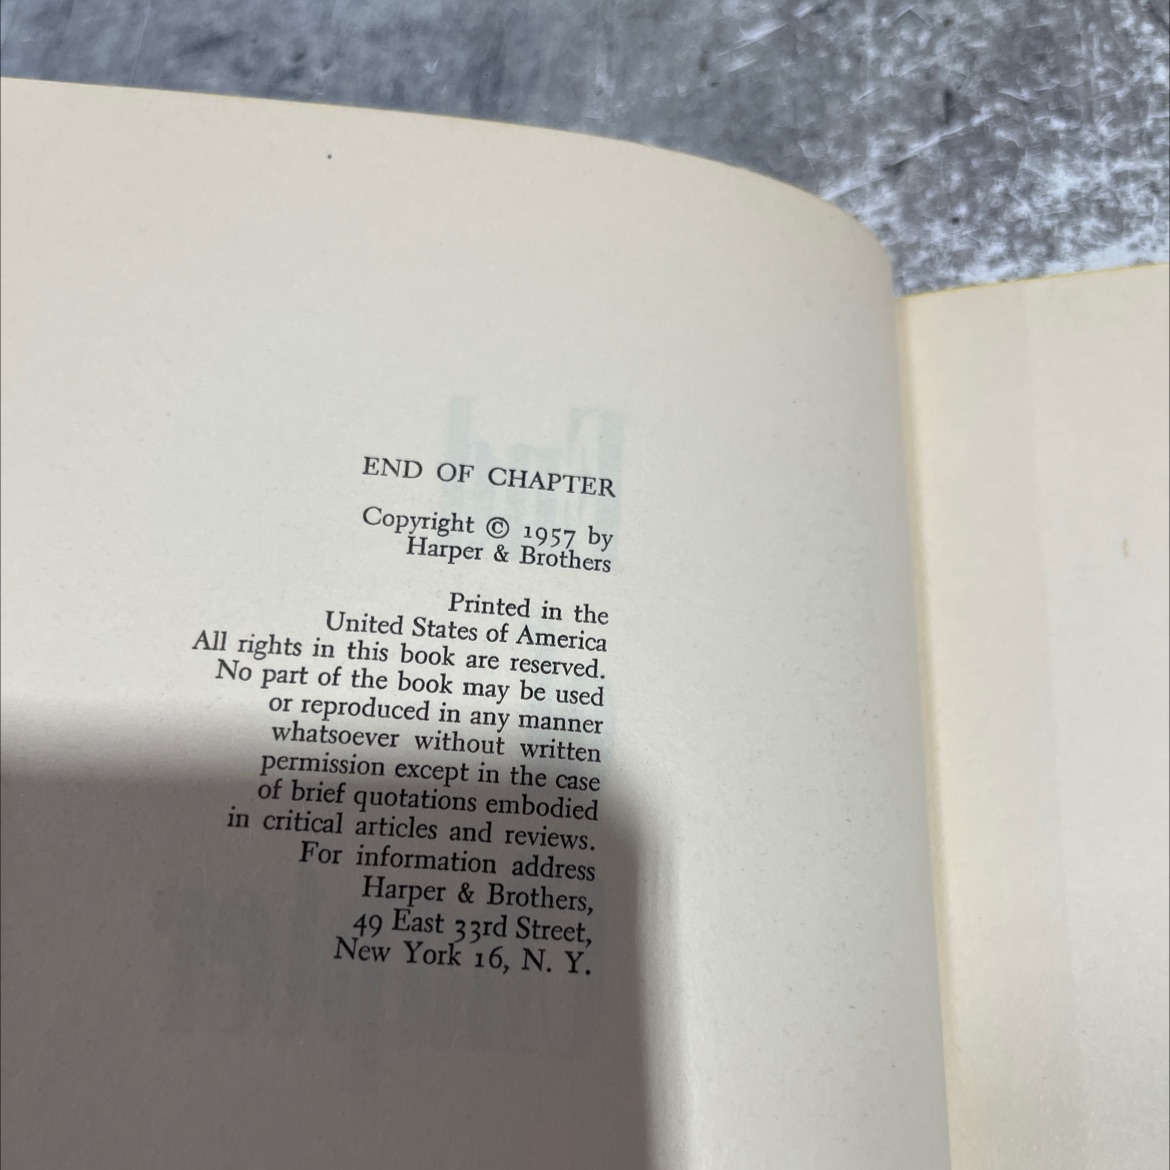 END OF CHAPTER
Copyright © 1957 by
Harper & Brothers
Printed in the
United States of America
All rights in this book are reserved.
No part of the book may be used
or reproduced in any manner
whatsoever without written
permission except in the case
of brief quotations embodied
in critical articles and reviews.
For information address
Harper & Brothers,
49 East 33rd Street,
New York 16, N. Y.